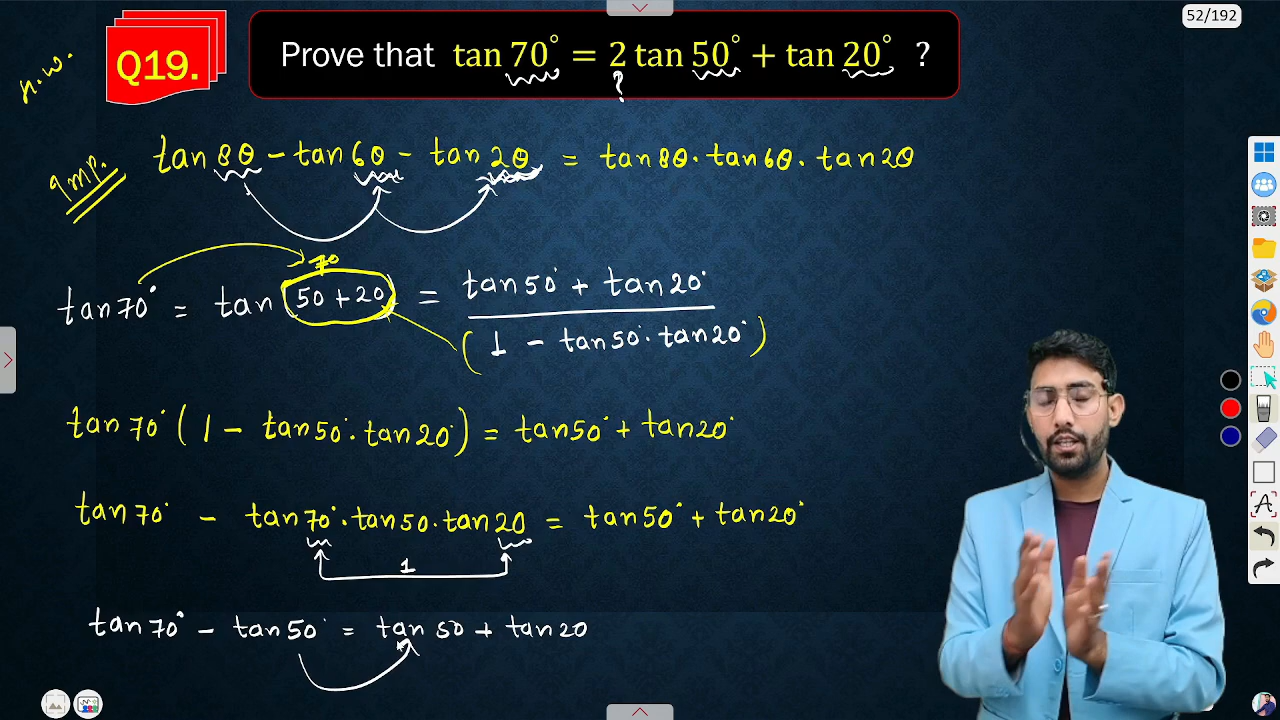 52/192
H.W.
Q19.
Prove that tan 70° = 2 tan 50° + tan 20° ?
?
Imp.
tan 8θ - tan 6θ - tan 2θ = tan 8θ · tan 6θ · tan 2θ
70
tan 70° = tan (50 + 20) = tan 50° + tan 20° / (1 - tan 50° · tan 20°)
tan 70° (1 - tan 50° · tan 20°) = tan 50° + tan 20°
tan 70° - tan 70° · tan 50 · tan 20 = tan 50° + tan 20°
1
tan 70° - tan 50° = tan 50 + tan 20